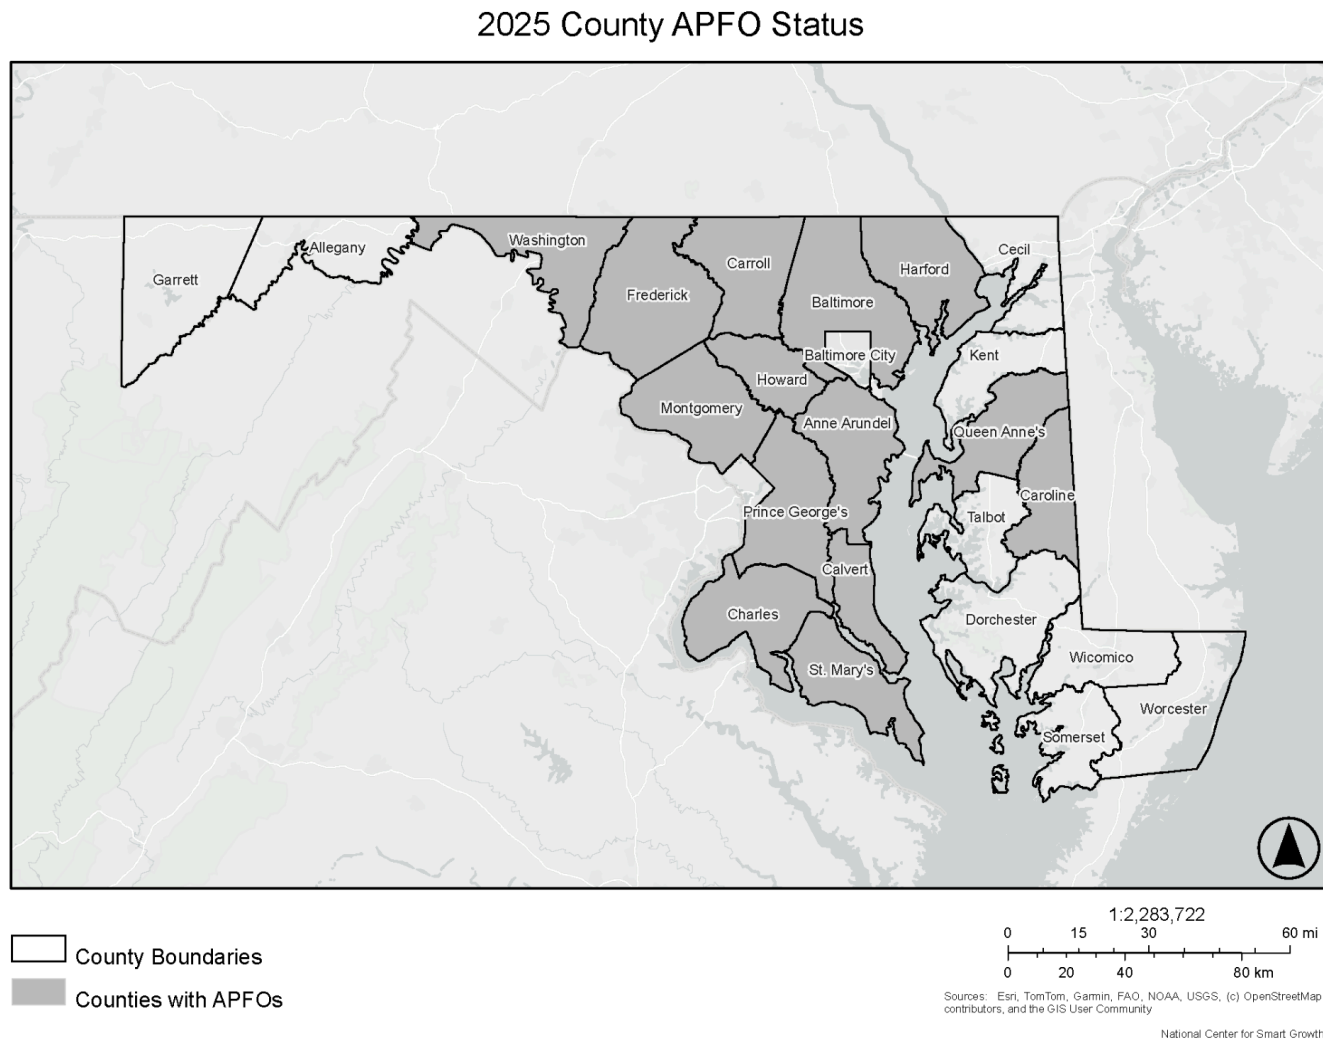 2025 County APFO Status
Garrett
Allegany
Washington
Frederick
Carroll
Baltimore
Harford
Cecil
Baltimore City
Kent
Howard
Montgomery
Anne Arundel
Queen Anne's
Caroline
Prince George's
Talbot
Calvert
Charles
Dorchester
St. Mary's
Wicomico
Worcester
Somerset
County Boundaries
Counties with APFOs
1:2,283,722
0 15 30 60 mi
0 20 40 80 km
Sources: Esri, TomTom, Garmin, FAO, NOAA, USGS, (c) OpenStreetMap
contributors, and the GIS User Community
National Center for Smart Growth